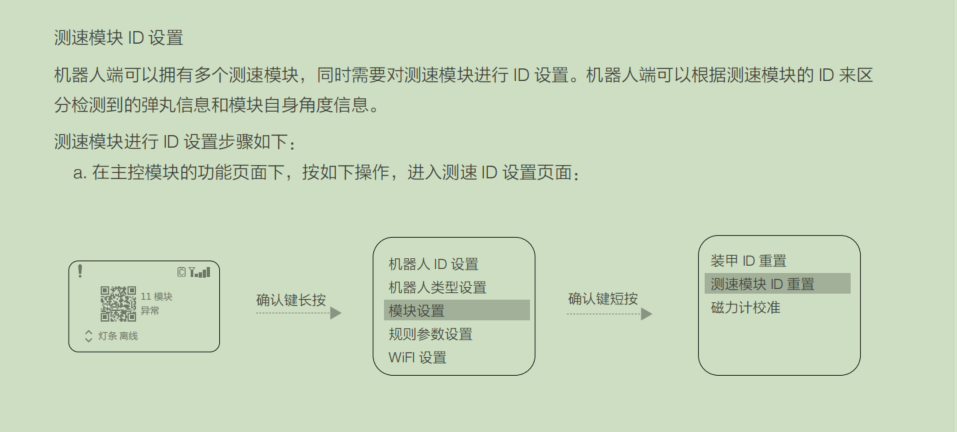 测速模块 ID 设置
机器人端可以拥有多个测速模块，同时需要对测速模块进行 ID 设置。机器人端可以根据测速模块的 ID 来区
分检测到的弹丸信息和模块自身角度信息。
测速模块进行 ID 设置步骤如下：
a. 在主控模块的功能页面下，按如下操作，进入测速 ID 设置页面：
11 模块
异常
灯条 离线
确认键长按
机器人 ID 设置
机器人类型设置
模块设置
规则参数设置
WiFI 设置
确认键短按
装甲 ID 重置
测速模块 ID 重置
磁力计校准